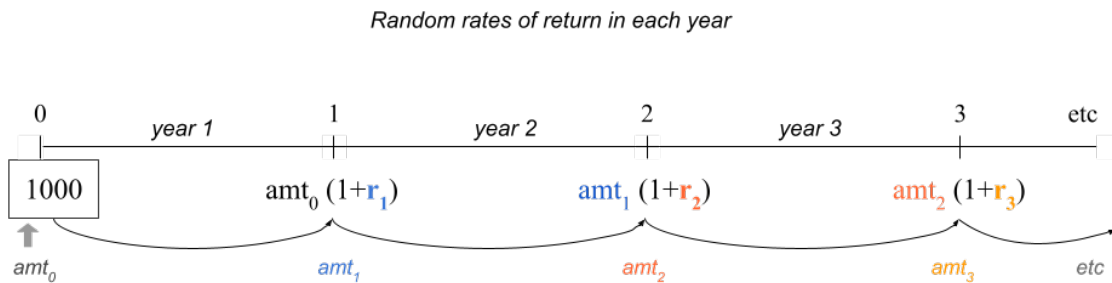 Random rates of return in each year
0 1 2 3 etc
year 1 year 2 year 3
1000 amt₀ (1+r₁) amt₁ (1+r₂) amt₂ (1+r₃)
amt₀ amt₁ amt₂ amt₃ etc